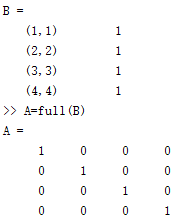 B =
(1,1) 1
(2,2) 1
(3,3) 1
(4,4) 1
>> A=full(B)
A =
1 0 0 0
0 1 0 0
0 0 1 0
0 0 0 1